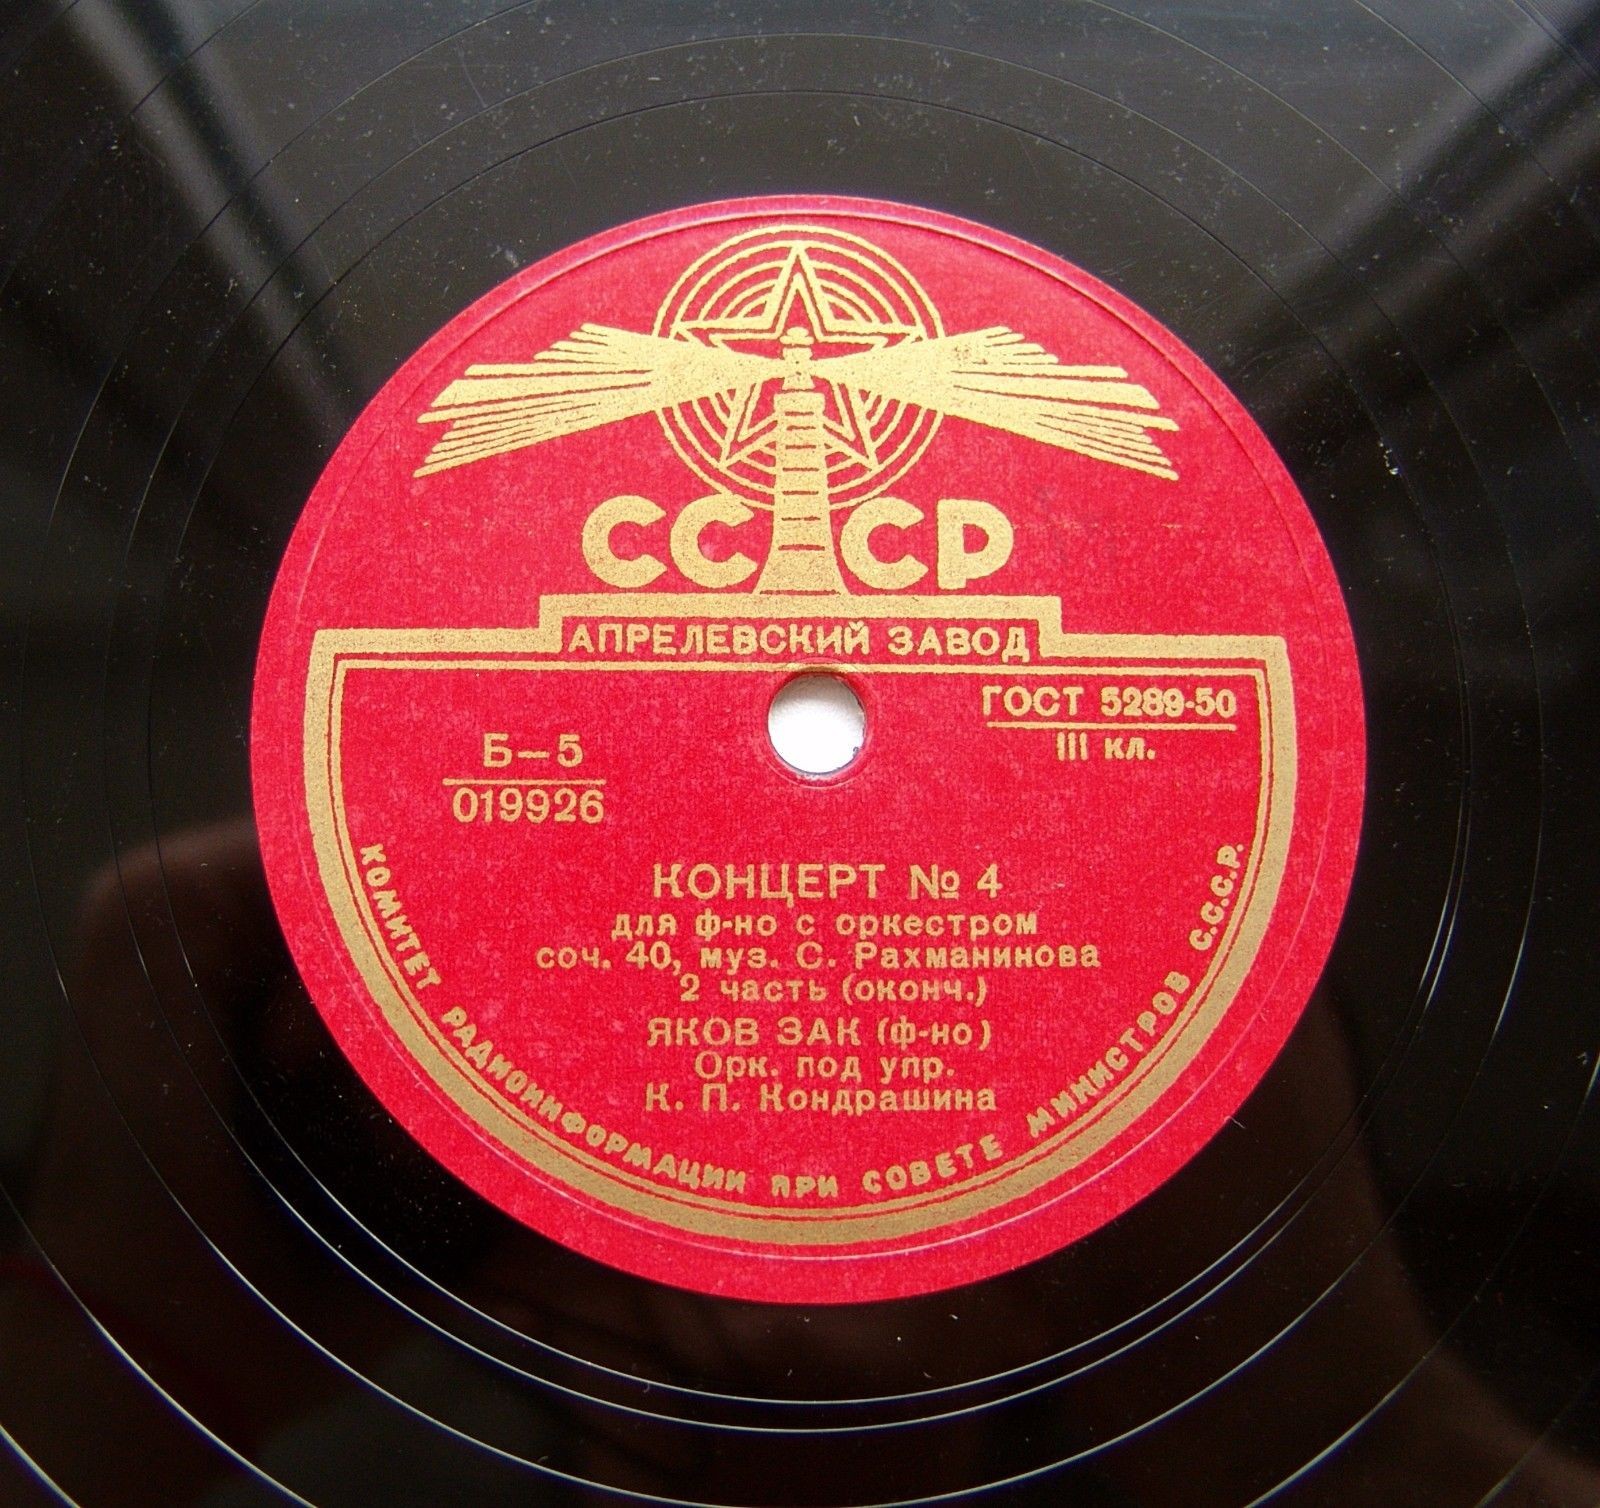 СССР
АПРЕЛЕВСКИЙ ЗАВОД
ГОСТ 5289-50
III кл.
Б—5
019926
КОНЦЕРТ № 4
для ф-но с оркестром
соч. 40, муз. С. Рахманинова
2 часть (оконч.)
ЯКОВ ЗАК (ф-но)
Орк. под упр.
К. П. Кондрашина
КОМИТЕТ РАДИОИНФОРМАЦИИ ПРИ СОВЕТЕ МИНИСТРОВ С.С.С.Р.